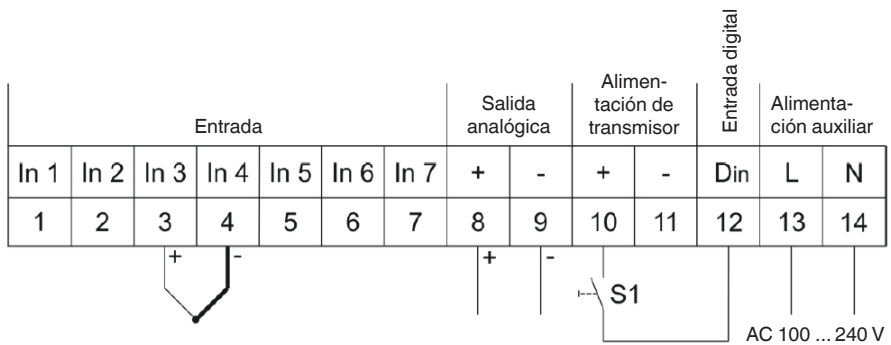 Entrada
Salida
analógica
Alimen-
tación de
transmisor
Entrada digital
Alimenta-
ción auxiliar
In 1 In 2 In 3 In 4 In 5 In 6 In 7 + - + - Din L N
1 2 3 4 5 6 7 8 9 10 11 12 13 14
+ - + -
S1
AC 100 ... 240 V